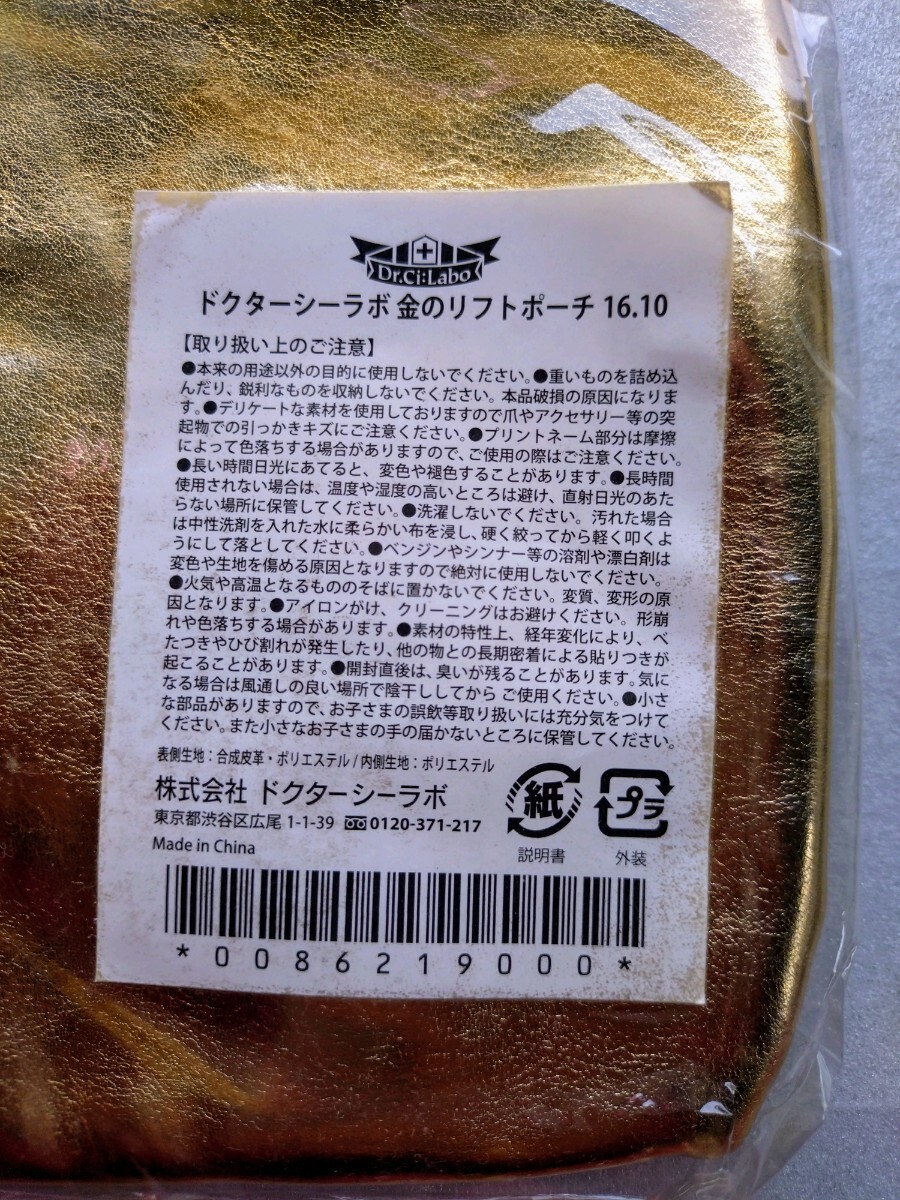 Dr.Ci:Labo
ドクターシーラボ 金のリフトポーチ 16.10
【取り扱い上のご注意】
●本来の用途以外の目的に使用しないでください。●重いものを詰め込
んだり、鋭利なものを収納しないでください。本品破損の原因になりま
す。●デリケートな素材を使用しておりますので爪やアクセサリー等の突
起物での引っかきキズにご注意ください。●プリントネーム部分は摩擦
によって色落ちする場合がありますので、ご使用の際はご注意ください。
●長い時間日光にあてると、変色や褪色することがあります。●長時間
使用されない場合は、温度や湿度の高いところは避け、直射日光のあた
らない場所に保管してください。●洗濯しないでください。汚れた場合
は中性洗剤を入れた水に柔らかい布を浸し、硬く絞ってから軽く叩くよ
うにして落としてください。●ベンジンやシンナー等の溶剤や漂白剤は
変色や生地を傷める原因となりますので絶対に使用しないでください。
●火気や高温となるもののそばに置かないでください。変質、変形の原
因となります。●アイロンがけ、クリーニングはお避けください。形崩
れや色落ちする場合があります。●素材の特性上、経年変化により、べ
たつきやひび割れが発生したり、他の物との長期密着による貼りつきが
起こることがあります。●開封直後は、臭いが残ることがあります。気に
なる場合は風通しの良い場所で陰干ししてから ご使用ください。●小さ
な部品がありますので、お子さまの誤飲等取り扱いには充分気をつけて
ください。また小さなお子さまの手の届かないところに保管してください。
表側生地：合成皮革・ポリエステル / 内側生地：ポリエステル
株式会社 ドクターシーラボ
東京都渋谷区広尾 1-1-39 0120-371-217
Made in China
紙
説明書
プラ
外装
*0086219000*